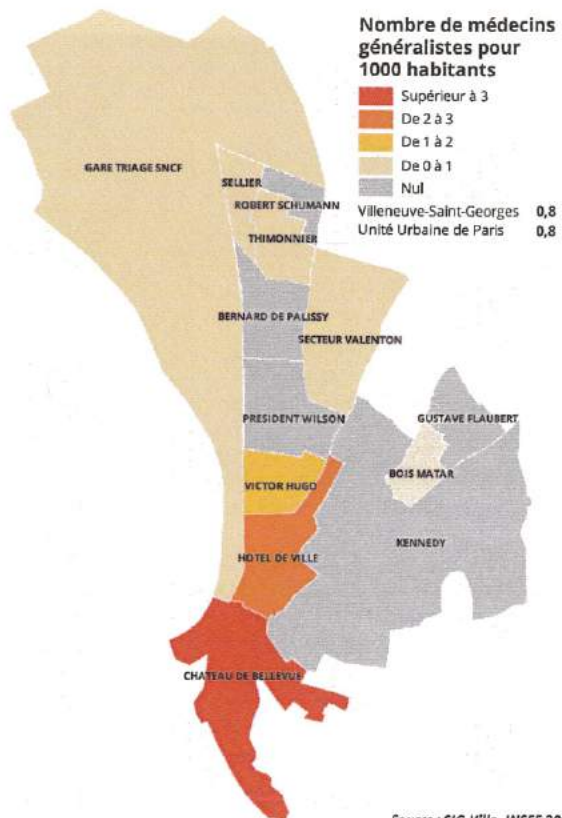 Nombre de médecins
généralistes pour
1000 habitants
Supérieur à 3
De 2 à 3
De 1 à 2
De 0 à 1
Nul
Villeneuve-Saint-Georges 0,8
Unité Urbaine de Paris 0,8
GARE TRIAGE SNCF
SELLIER
ROBERT SCHUMANN
THIMONNIER
BERNARD DE PALISSY
SECTEUR VALENTON
PRESIDENT WILSON
GUSTAVE FLAUBERT
BOIS MATAR
VICTOR HUGO
KENNEDY
HOTEL DE VILLE
CHATEAU DE BELLEVUE